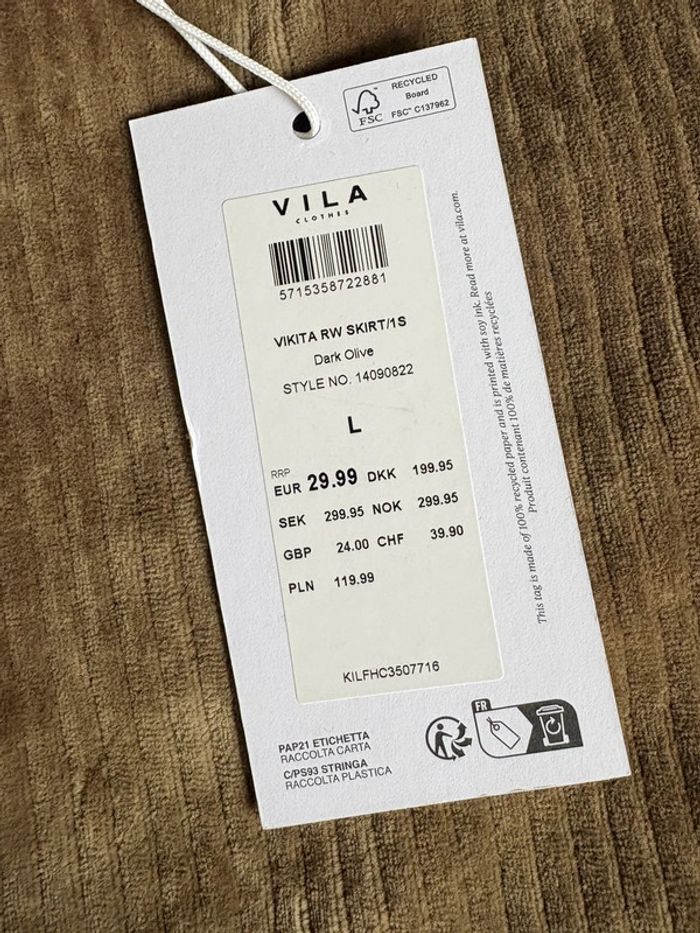 RECYCLED
Board
FSC™ C137962
FSC™
VILA
CLOTHES
5715358722881
VIKITA RW SKIRT/1S
Dark Olive
STYLE NO. 14090822
L
RRP
EUR 29.99 DKK 199.95
SEK 299.95 NOK 299.95
GBP 24.00 CHF 39.90
PLN 119.99
KILFHC3507716
This tag is made of 100% recycled paper and is printed with soy ink. Read more at vila.com.
Produit contenant 100% de matières recyclées
PAP21 ETICHETTA
RACCOLTA CARTA
C/PS93 STRINGA
RACCOLTA PLASTICA
FR